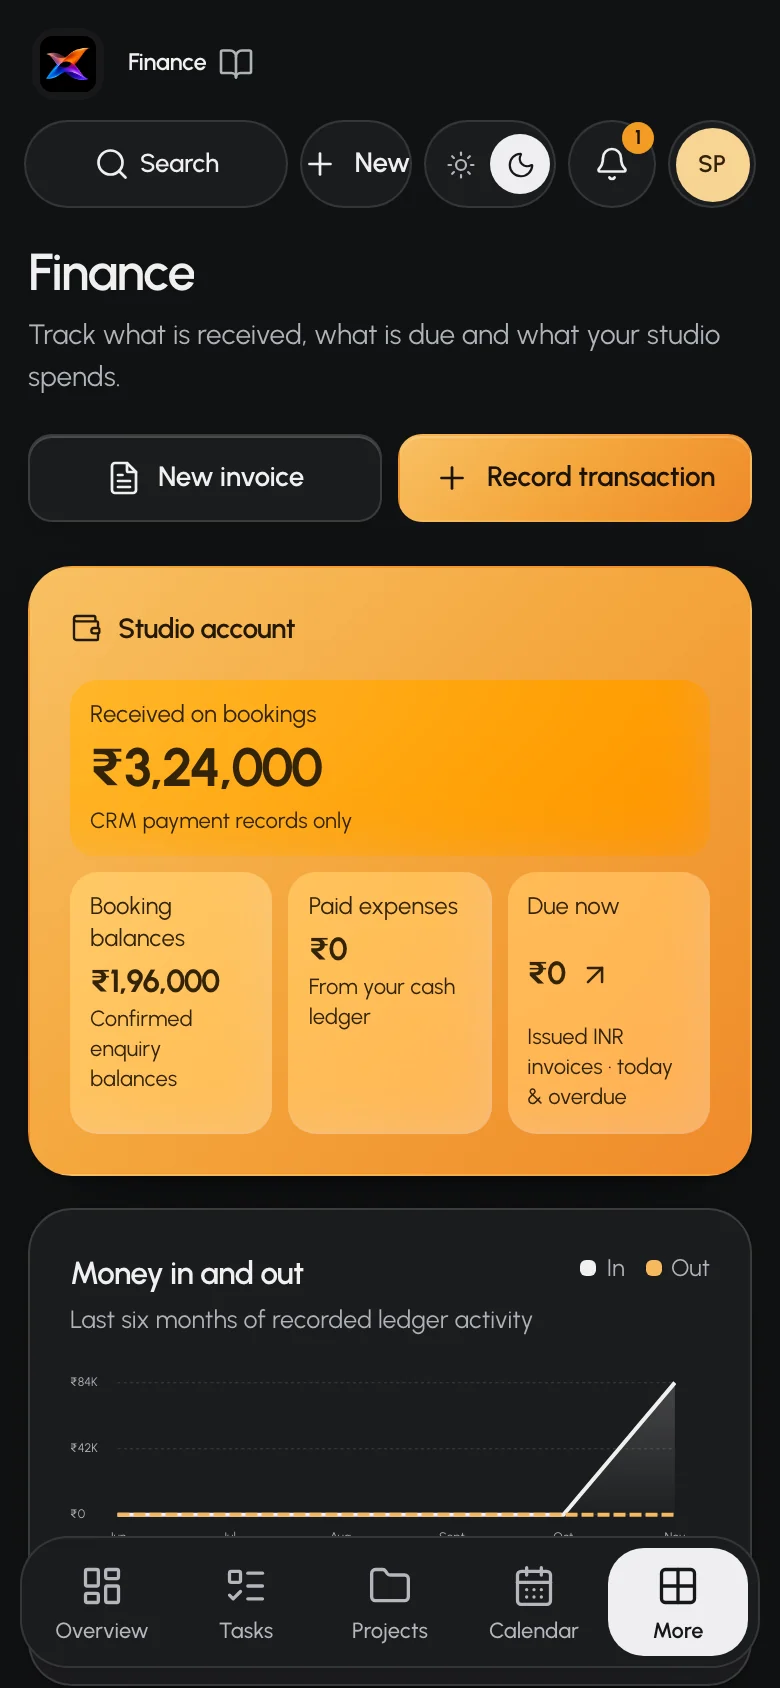 Finance
Search
New
1
SP
Finance
Track what is received, what is due and what your studio
spends.
New invoice
Record transaction
Studio account
Received on bookings
₹3,24,000
CRM payment records only
Booking
balances
₹1,96,000
Confirmed
enquiry
balances
Paid expenses
₹0
From your cash
ledger
Due now
₹0
Issued INR
invoices · today
& overdue
Money in and out
In
Out
Last six months of recorded ledger activity
₹84K
₹42K
₹0
Overview
Tasks
Projects
Calendar
More